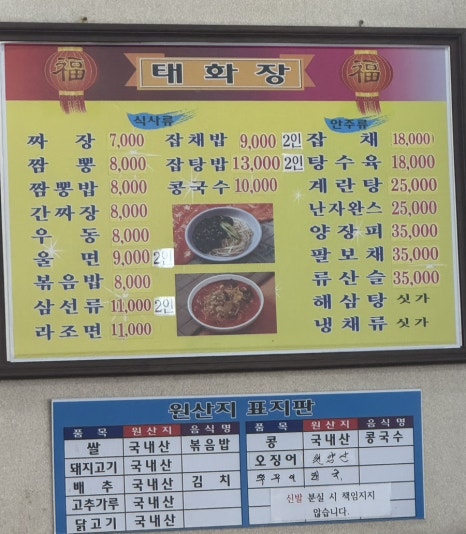 福 태화장 福
식사류
짜장 7,000
짬뽕 8,000
짬뽕밥 8,000
간짜장 8,000
우동 8,000
울면 9,000 2인
볶음밥 8,000
삼선류 11,000 2인
라조면 11,000
잡채밥 9,000 2인
잡탕밥 13,000 2인
콩국수 10,000
안주류
잡채 18,000
탕수육 18,000
계란탕 25,000
난자완스 25,000
양장피 35,000
팔보채 35,000
류산슬 35,000
해삼탕 싯가
냉채류 싯가
원산지 표지판
품목 원산지 음식명
쌀 국내산 볶음밥
돼지고기 국내산
배추 국내산 김치
고추가루 국내산
닭고기 국내산
품목 원산지 음식명
콩 국내산 콩국수
오징어
신발 분실 시 책임지지
않습니다.